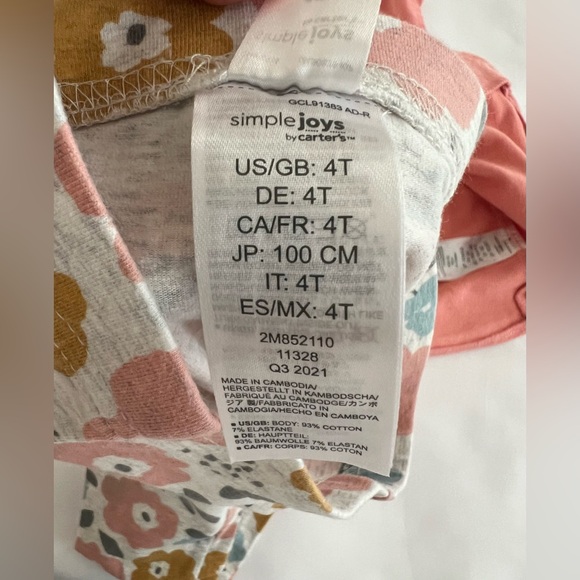 GCL91383 AD-R
simple joys
by carter's™
US/GB: 4T
DE: 4T
CA/FR: 4T
JP: 100 CM
IT: 4T
ES/MX: 4T
2M852110
11328
Q3 2021
MADE IN CAMBODIA/
HERGESTELLT IN KAMBODSCHA/
FABRIQUÉ AU CAMBODGE/カンボ
ジア 製/FABBRICATO IN
CAMBOGIA/HECHO EN CAMBOYA
● US/GB: BODY: 93% COTTON
7% ELASTANE
● DE: HAUPTTEIL:
93% BAUMWOLLE 7% ELASTAN
● CA/FR: CORPS: 93% COTON